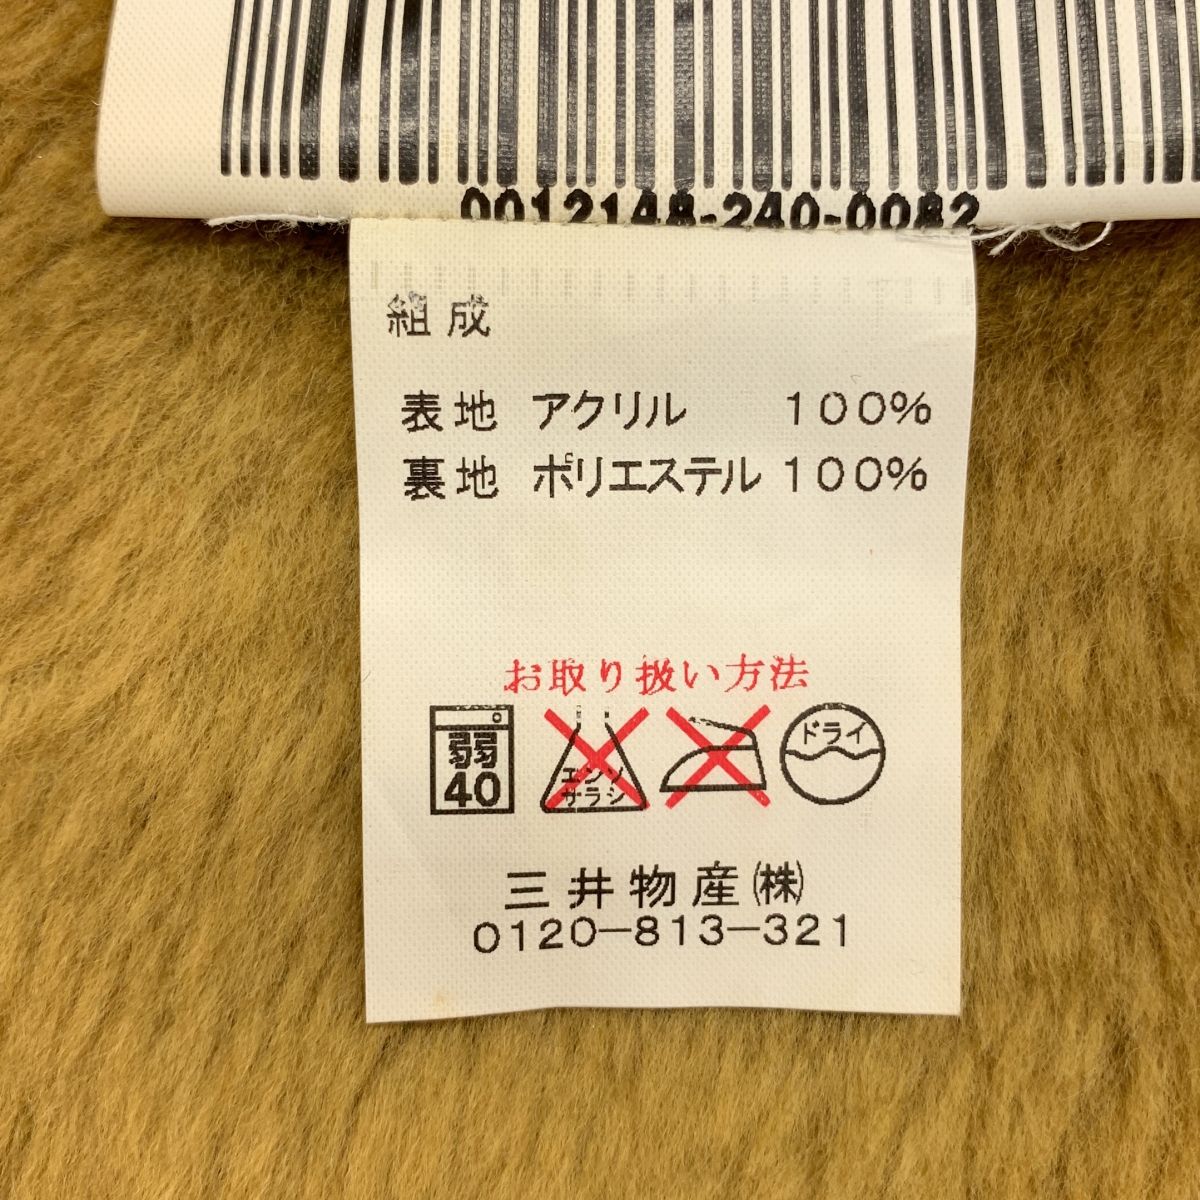 0012148-240-0082
組成
表地 アクリル 100%
裏地 ポリエステル 100%
お取り扱い方法
弱
40
エンソ
サラシ
ドライ
三井物産㈱
0120-813-321